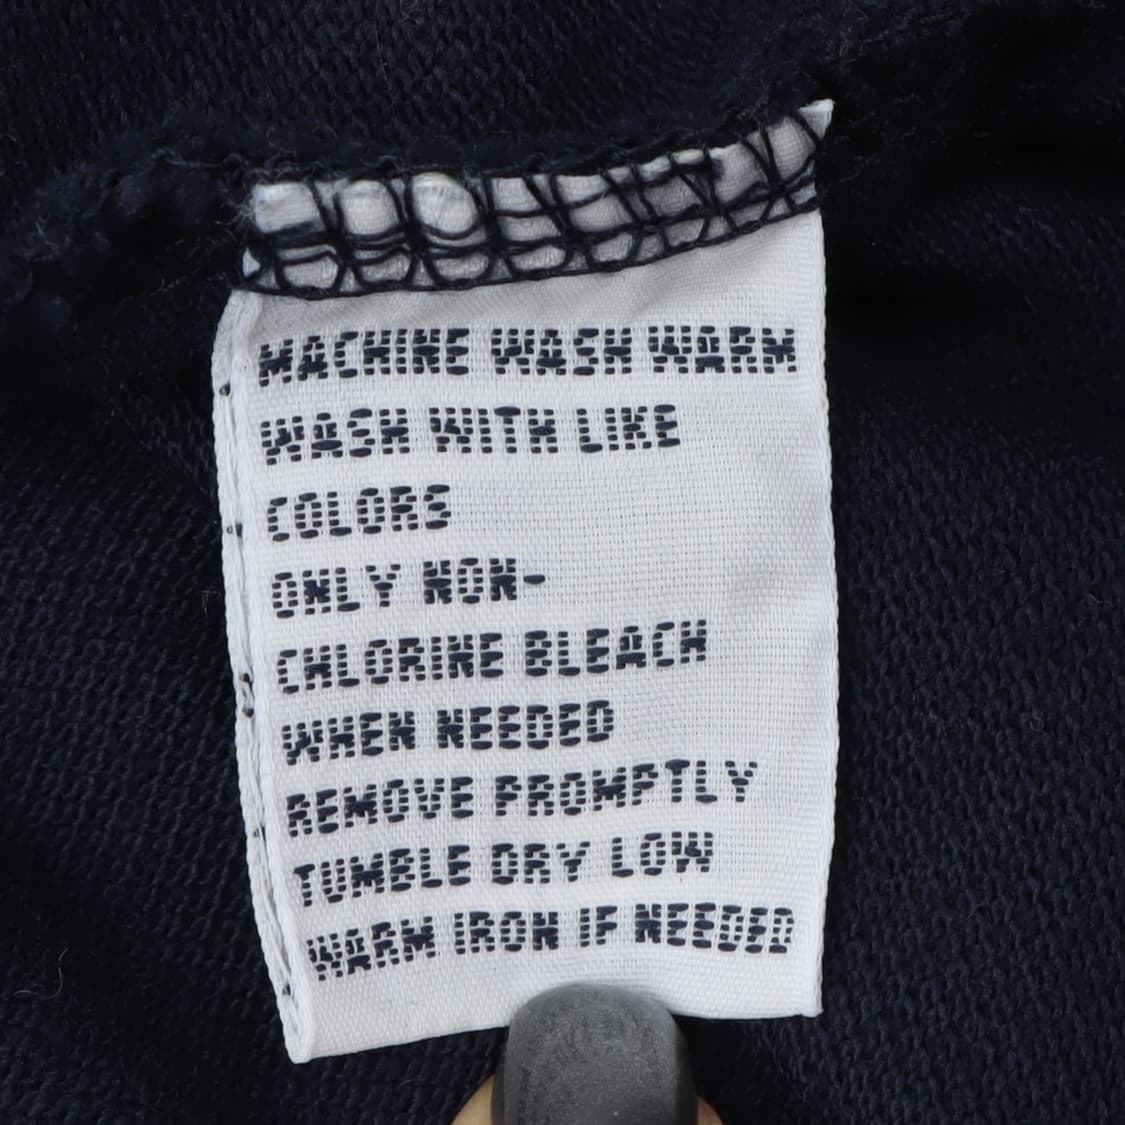 MACHINE WASH WARM
WASH WITH LIKE
COLORS
ONLY NON-
CHLORINE BLEACH
WHEN NEEDED
REMOVE PROMPTLY
TUMBLE DRY LOW
WARM IRON IF NEEDED